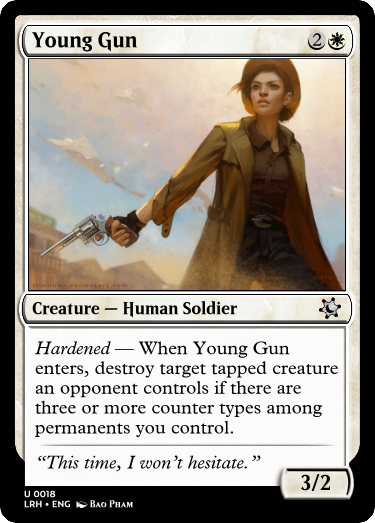 Young Gun
2
Creature — Human Soldier
Hardened — When Young Gun
enters, destroy target tapped creature
an opponent controls if there are
three or more counter types among
permanents you control.
“This time, I won’t hesitate.”
3/2
U 0018
LRH • ENG Bao Pham